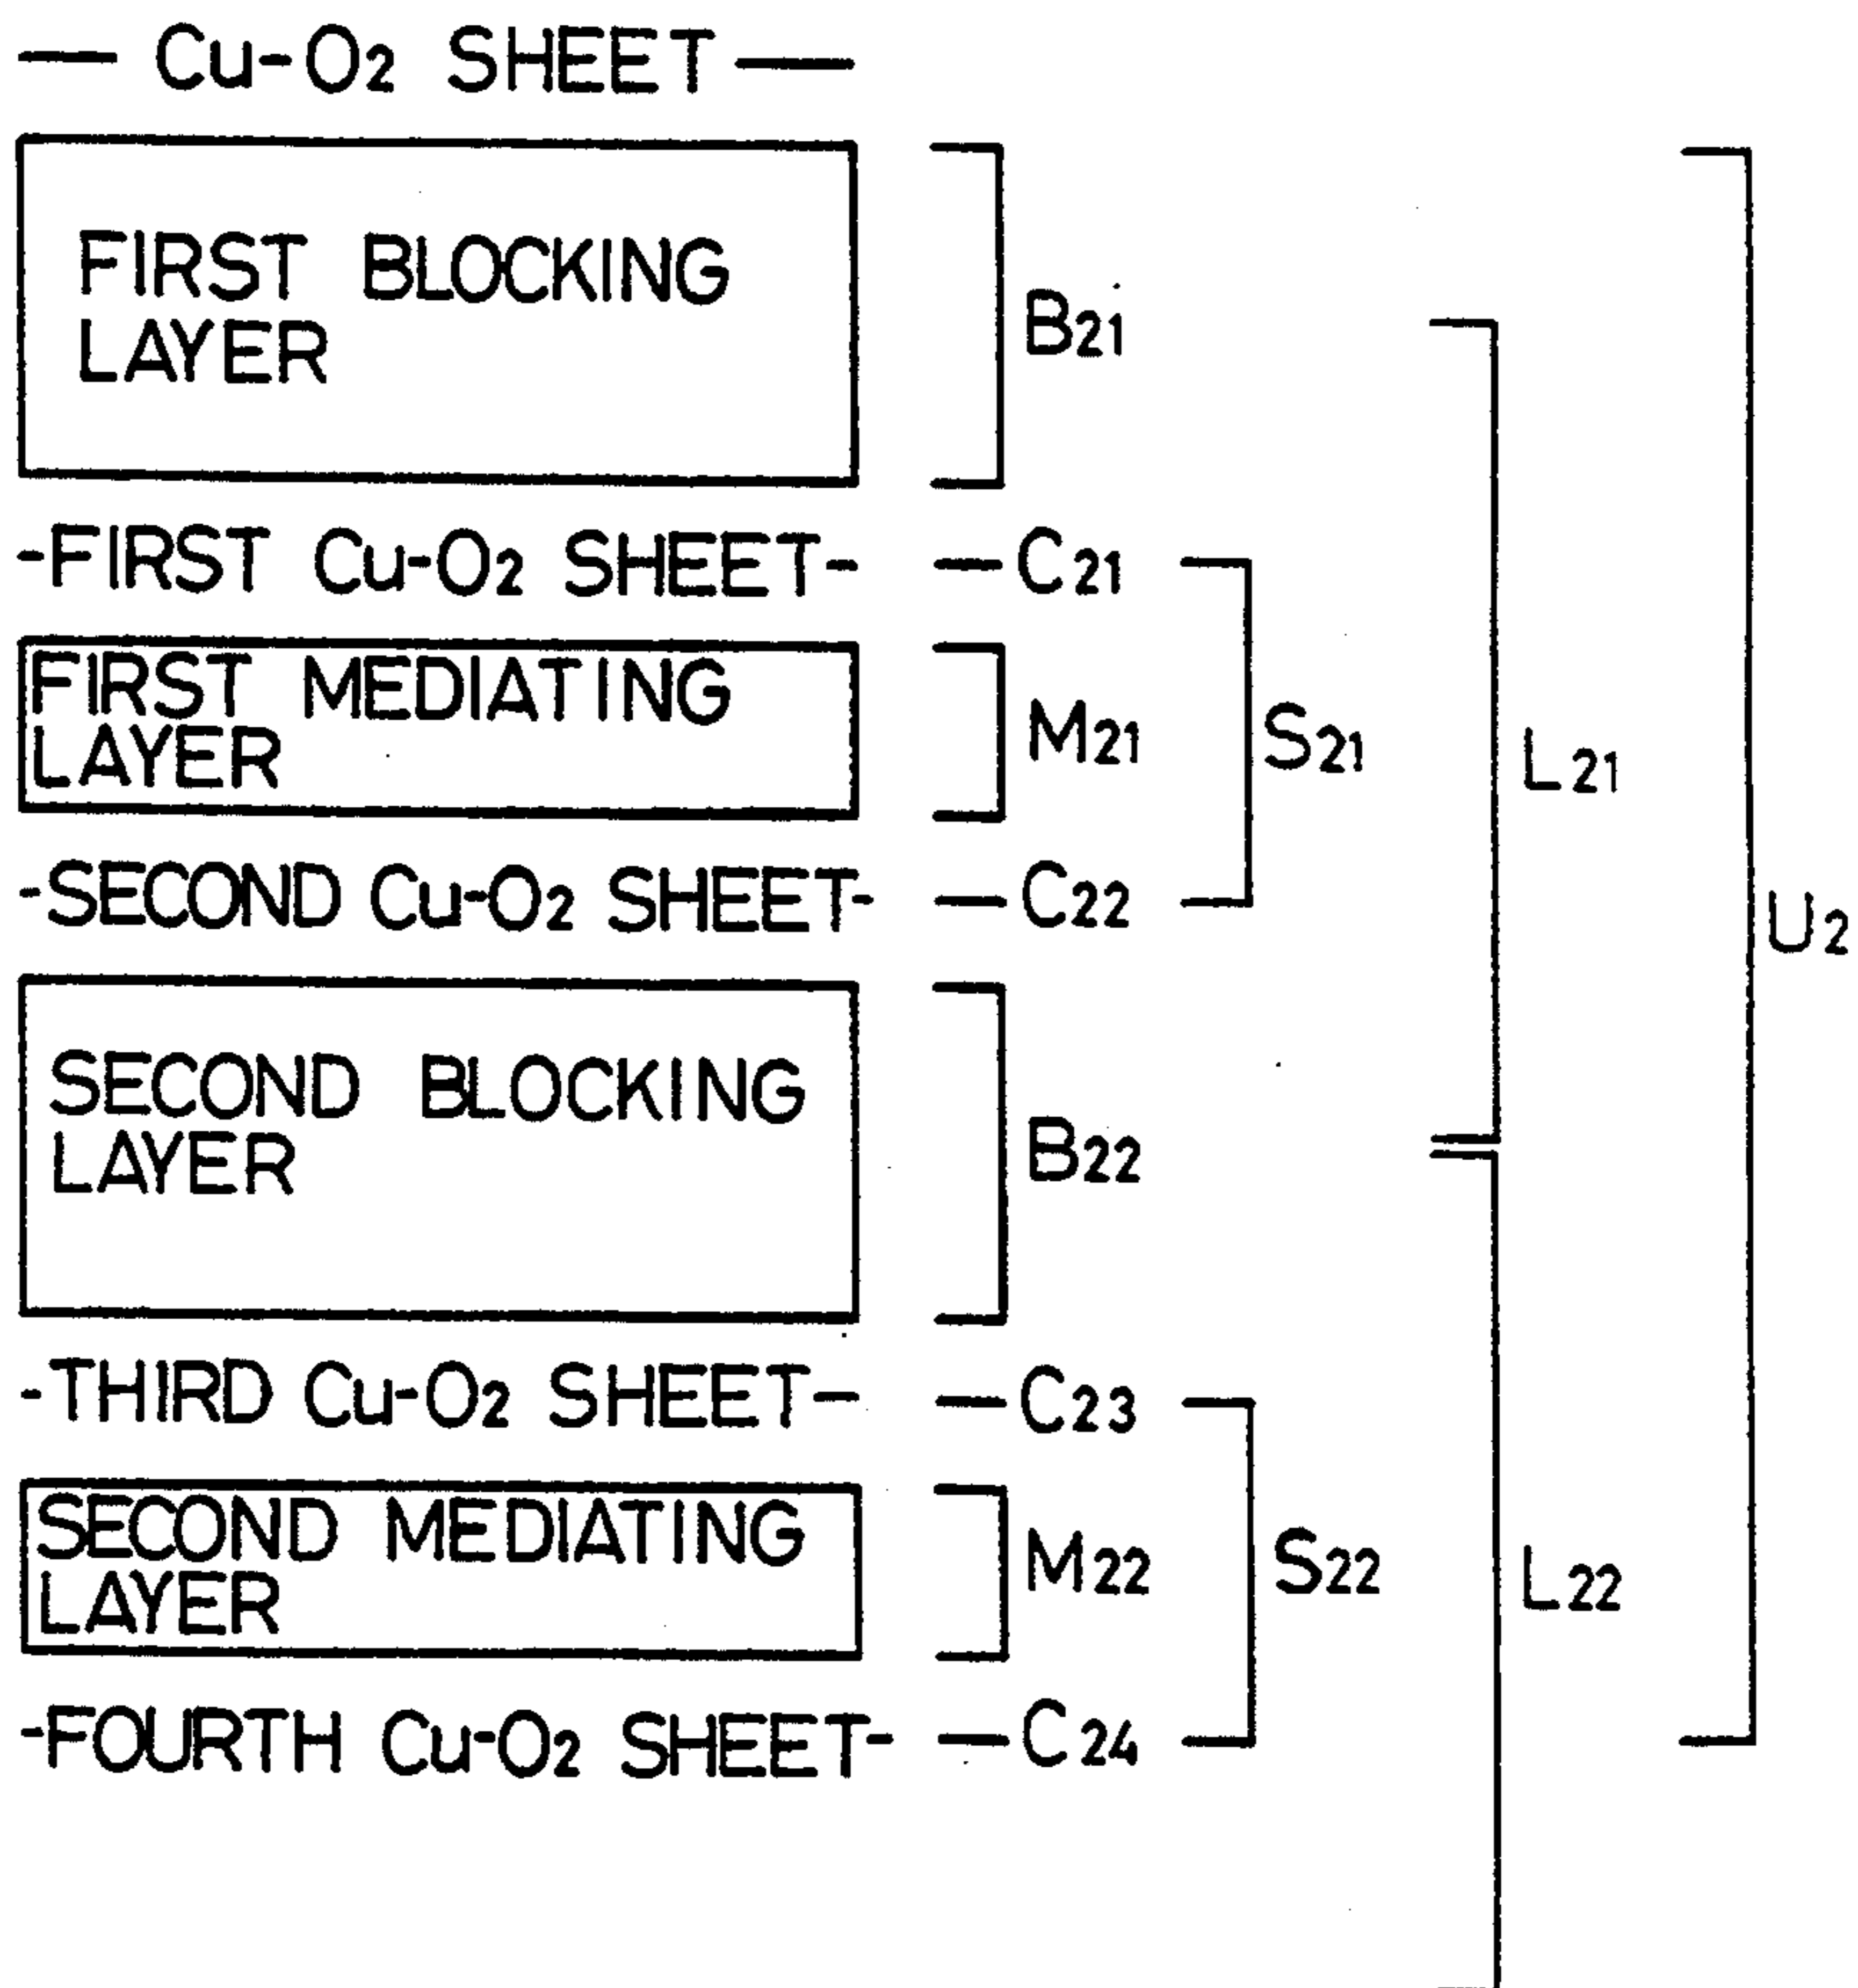 — Cu-O2 SHEET —
FIRST BLOCKING
LAYER
B21
-FIRST Cu-O2 SHEET- — C21
FIRST MEDIATING
LAYER
M21
S21
L21
-SECOND Cu-O2 SHEET- — C22
U2
SECOND BLOCKING
LAYER
B22
-THIRD Cu-O2 SHEET- — C23
SECOND MEDIATING
LAYER
M22
S22
L22
-FOURTH Cu-O2 SHEET- — C24